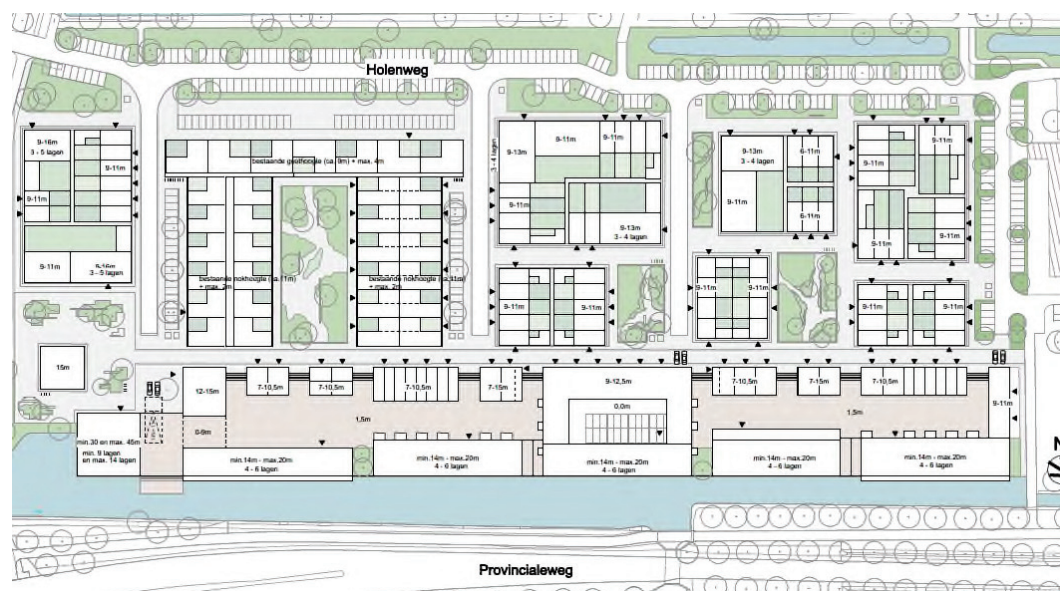 Holenweg
9-16m
3 - 5 lagen
9-11m
9-11m
9-11m
9-16m
3 - 5 lagen
bestaande goothoogte (ca. 9m) + max. 4m
bestaande nokhoogte (ca. 11m)
+ max. 2m
bestaande nokhoogte (ca. 11m)
+ max. 2m
3 - 4 lagen
9-13m
9-11m
9-11m
9-11m
9-13m
3 - 4 lagen
9-11m
9-11m
9-13m
3 - 4 lagen
6-11m
9-11m
6-11m
9-11m
9-11m
9-11m
9-11m
9-11m
9-11m
9-11m
9-11m
9-11m
15m
12-15m
7-10,5m
7-10,5m
7-10,5m
7-15m
9-12,5m
7-10,5m
7-15m
7-10,5m
9-11m
0-9m
1,5m
0,0m
1,5m
min.30 en max. 45m
min. 9 lagen
en max. 14 lagen
min.14m - max.20m
4 - 6 lagen
min.14m - max.20m
4 - 6 lagen
min.14m - max.20m
4 - 6 lagen
min.14m - max.20m
4 - 6 lagen
min.14m - max.20m
4 - 6 lagen
N
Provincialeweg